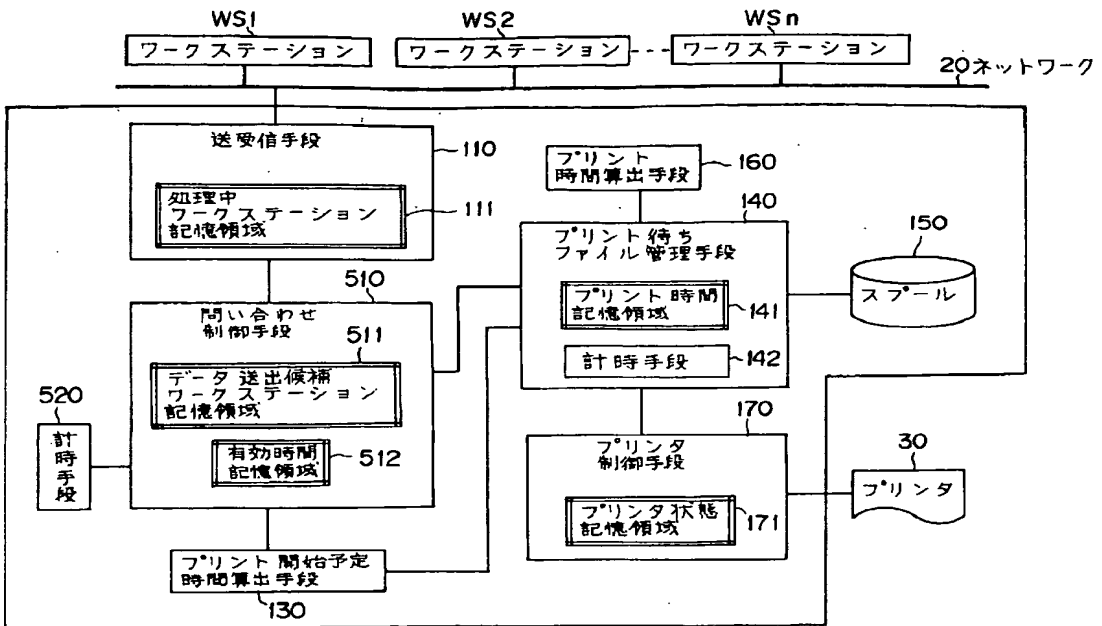 WS1
WS2
WSn
ワークステーション
ワークステーション
ワークステーション
20ネットワーク
送受信手段
110
処理中
ワークステーション
記憶領域
111
プリント
時間算出手段
160
140
プリント待ち
ファイル管理手段
プリント時間
記憶領域
141
計時手段
142
150
スプール
510
問い合わせ
制御手段
511
データ送出候補
ワークステーション
記憶領域
有効時間
記憶領域
512
520
計時手段
170
プリンタ
制御手段
プリンタ状態
記憶領域
171
30
プリンタ
プリント開始予定
時間算出手段
130